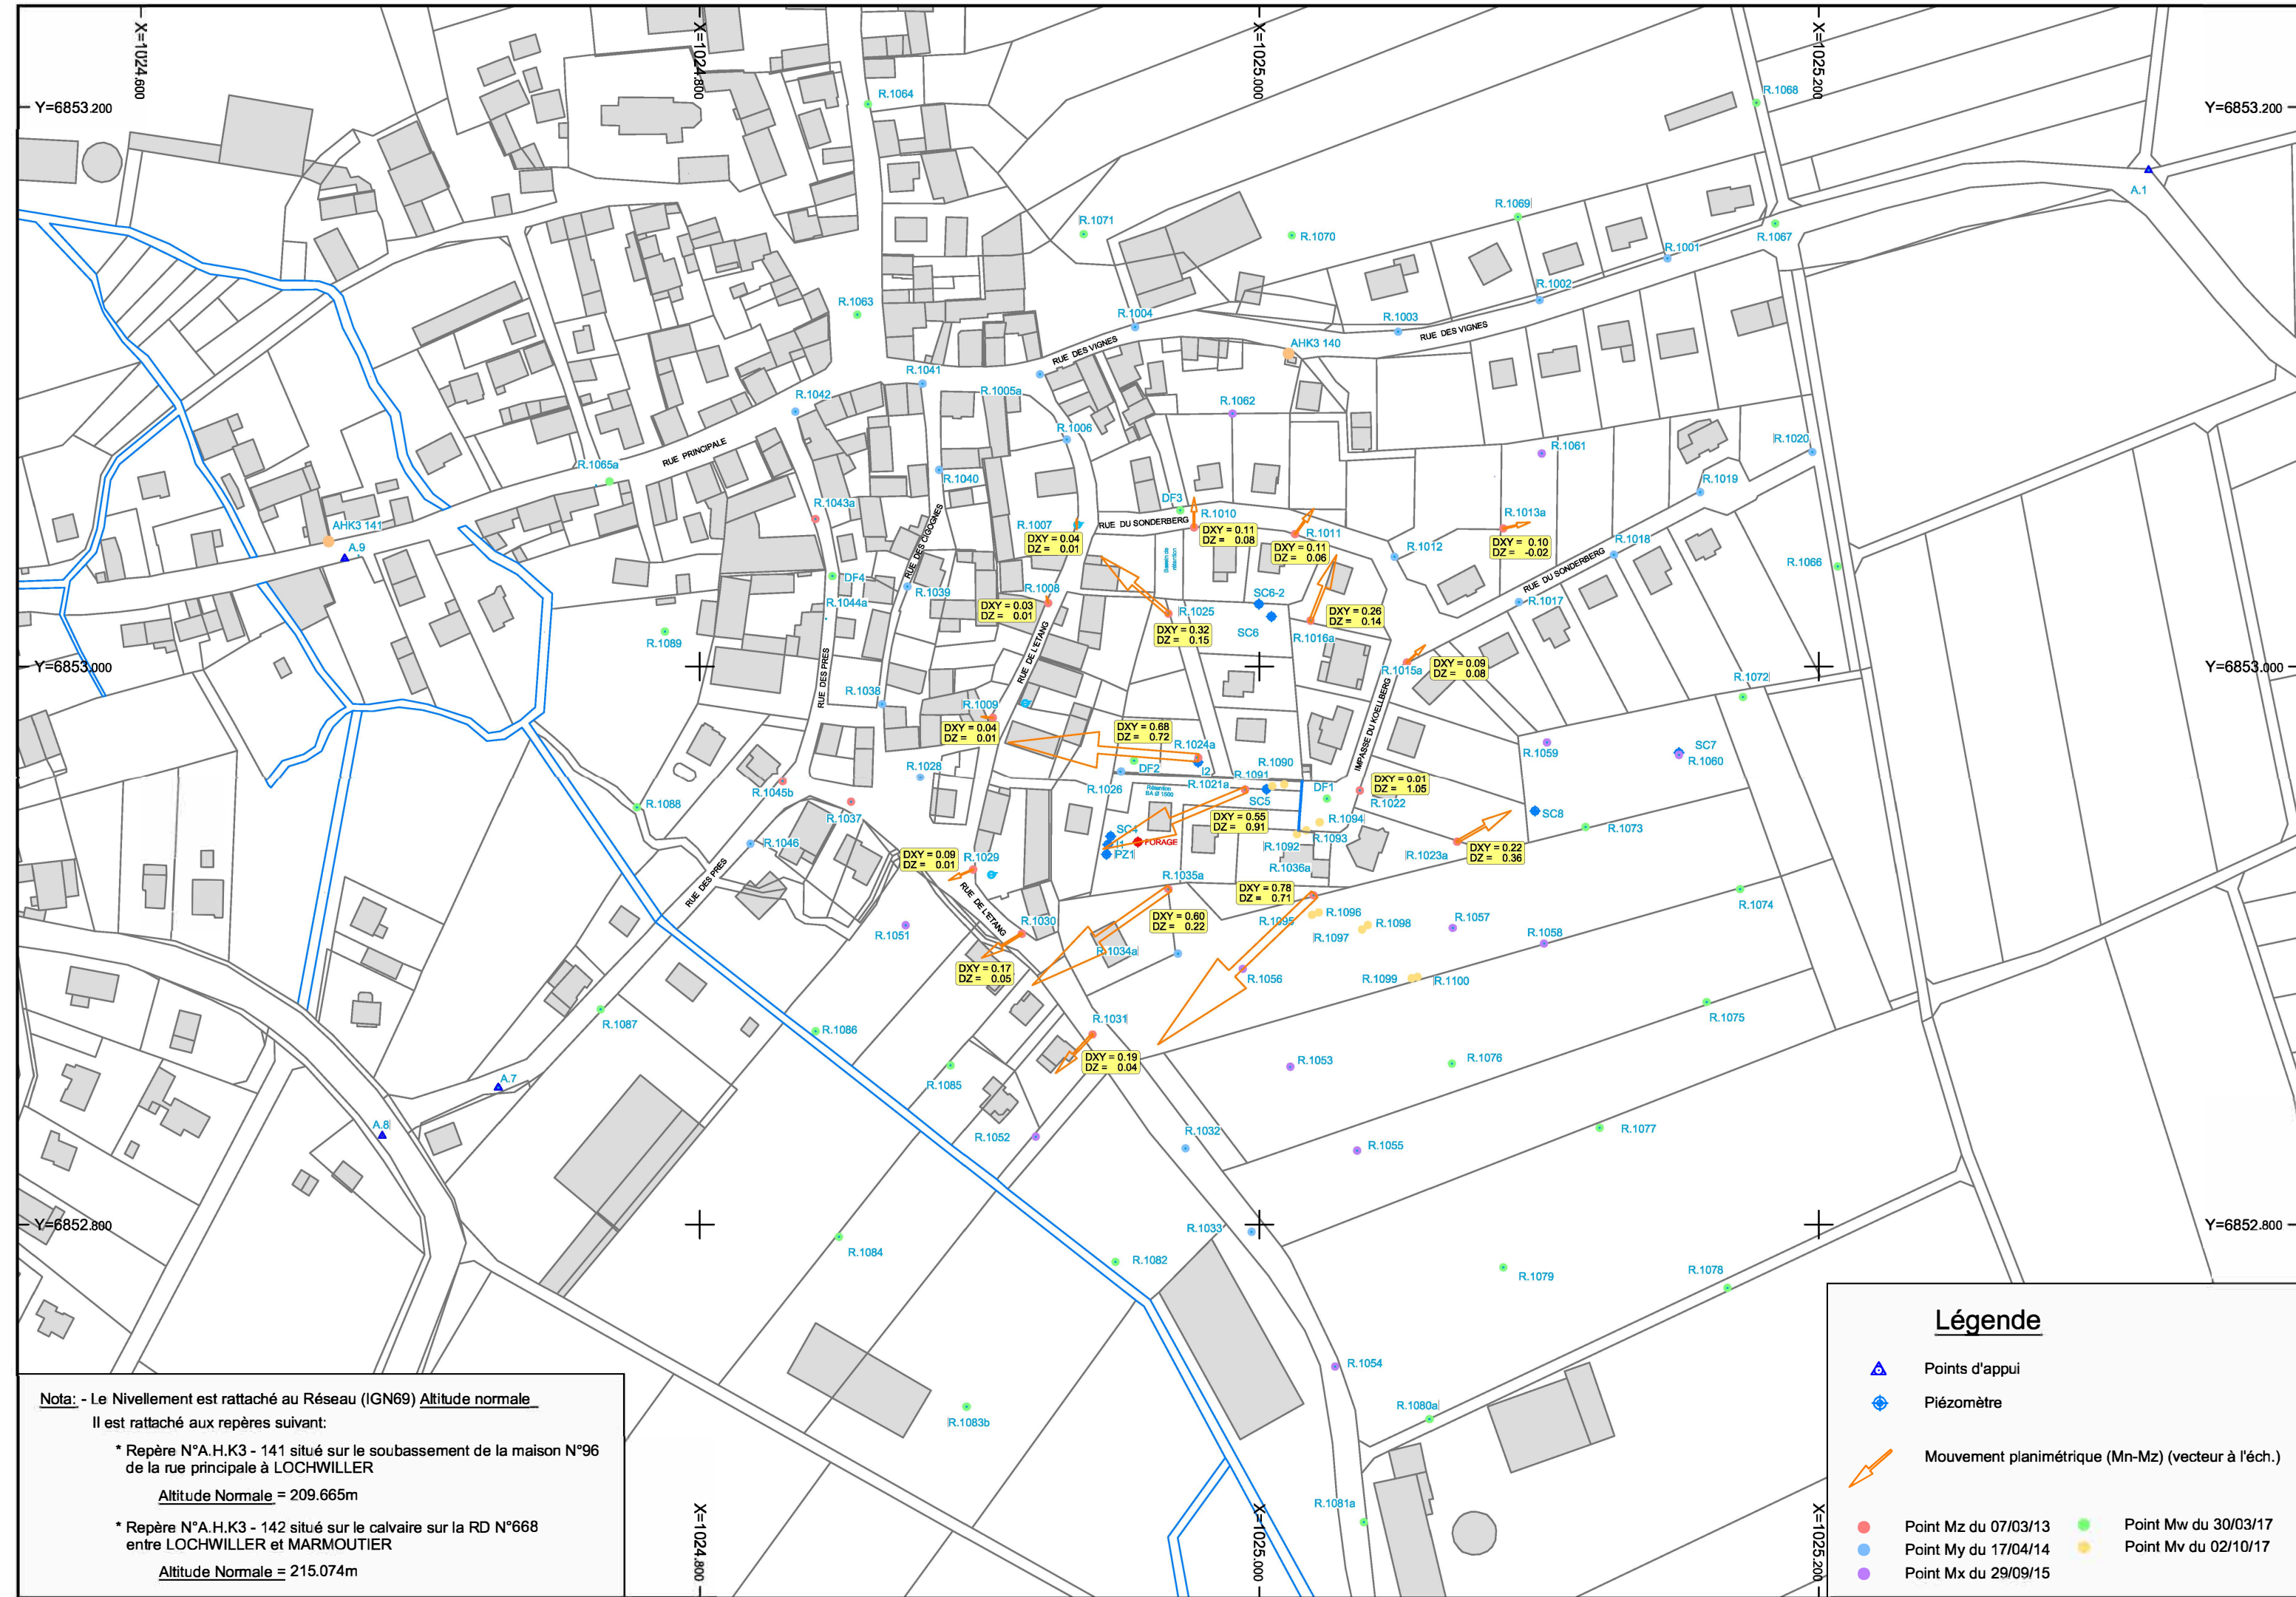 X=1024.600
X=1024.800
X=1025.000
X=1025.200
Y=6853.200
Y=6853.200
R.1064
R.1068
A.1
R.1071
R.1070
R.1069
R.1067
R.1001
R.1002
R.1063
R.1004
R.1003
RUE DES VIGNES
RUE DES VIGNES
AHK3 140
R.1041
R.1005a
R.1042
R.1062
R.1006
R.1061
R.1020
RUE PRINCIPALE
R.1065a
R.1040
R.1019
R.1043a
DF3
R.1010
R.1013a
AHK3 141
A.9
R.1007
RUE DU SONDERBERG
DXY = 0.11
DZ = 0.08
R.1011
DXY = 0.04
DZ = 0.01
DXY = 0.11
DZ = 0.06
DXY = 0.10
DZ = -0.02
R.1012
R.1018
RUE DES CIGOGNES
Bassin de
rétention
RUE DU SONDERBERG
R.1066
DF4
R.1039
R.1044a
R.1008
DXY = 0.03
DZ = 0.01
R.1025
SC6-2
SC6
DXY = 0.26
DZ = 0.14
R.1017
R.1016a
DXY = 0.32
DZ = 0.15
R.1089
RUE DE L'ETANG
Y=6853.000
Y=6853.000
R.1015a
DXY = 0.09
DZ = 0.08
RUE DES PRES
R.1038
R.1009
R.1072
DXY = 0.04
DZ = 0.01
DXY = 0.68
DZ = 0.72
R.1024a
IMPASSE DU KOELLBERG
R.1059
SC7
R.1060
R.1028
DF2
I2
R.1090
R.1091
R.1026
Rétention
BA Ø 1500
R.1021a
SC5
DF1
DXY = 0.01
DZ = 1.05
R.1022
R.1045b
R.1088
R.1037
SC4
I1
PZ1
FORAGE
DXY = 0.55
DZ = 0.91
R.1094
R.1093
R.1092
SC8
R.1073
R.1046
R.1023a
DXY = 0.22
DZ = 0.36
DXY = 0.09
DZ = 0.01
R.1029
R.1036a
R.1035a
DXY = 0.78
DZ = 0.71
RUE DES PRES
RUE DE L'ETANG
R.1074
R.1051
R.1030
DXY = 0.60
DZ = 0.22
R.1095
R.1096
R.1097
R.1098
R.1057
R.1058
R.1034a
DXY = 0.17
DZ = 0.05
R.1056
R.1099
R.1100
R.1087
R.1086
R.1031
R.1075
DXY = 0.19
DZ = 0.04
R.1053
R.1076
A.7
R.1085
A.8
R.1052
R.1032
R.1055
R.1077
Y=6852.800
Y=6852.800
R.1033
R.1084
R.1082
R.1079
R.1078
R.1054
R.1083b
R.1080a
R.1081a
X=1024.800
X=1025.000
X=1025.200
Nota: - Le Nivellement est rattaché au Réseau (IGN69) Altitude normale
Il est rattaché aux repères suivant:
* Repère N°A.H.K3 - 141 situé sur le soubassement de la maison N°96
de la rue principale à LOCHWILLER
Altitude Normale = 209.665m
* Repère N°A.H.K3 - 142 situé sur le calvaire sur la RD N°668
entre LOCHWILLER et MARMOUTIER
Altitude Normale = 215.074m
Légende
Points d'appui
Piézomètre
Mouvement planimétrique (Mn-Mz) (vecteur à l'éch.)
Point Mz du 07/03/13
Point Mw du 30/03/17
Point My du 17/04/14
Point Mv du 02/10/17
Point Mx du 29/09/15